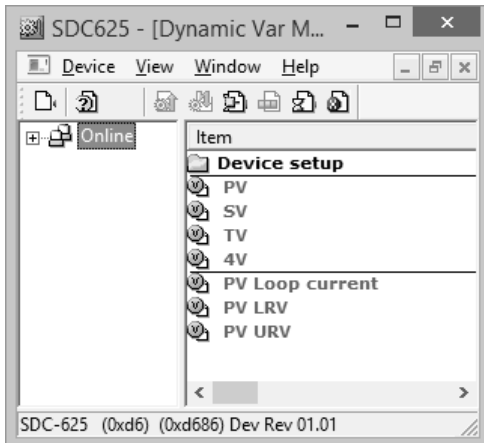 SDC625 - [Dynamic Var M...
Device View Window Help
Online
Item
Device setup
PV
SV
TV
4V
PV Loop current
PV LRV
PV URV
SDC-625 (0xd6) (0xd686) Dev Rev 01.01